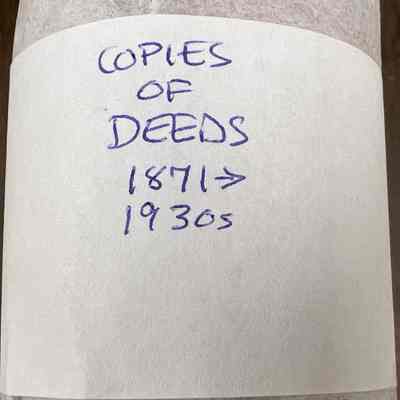 COPIES
OF
DEEDS
1871→
1930s